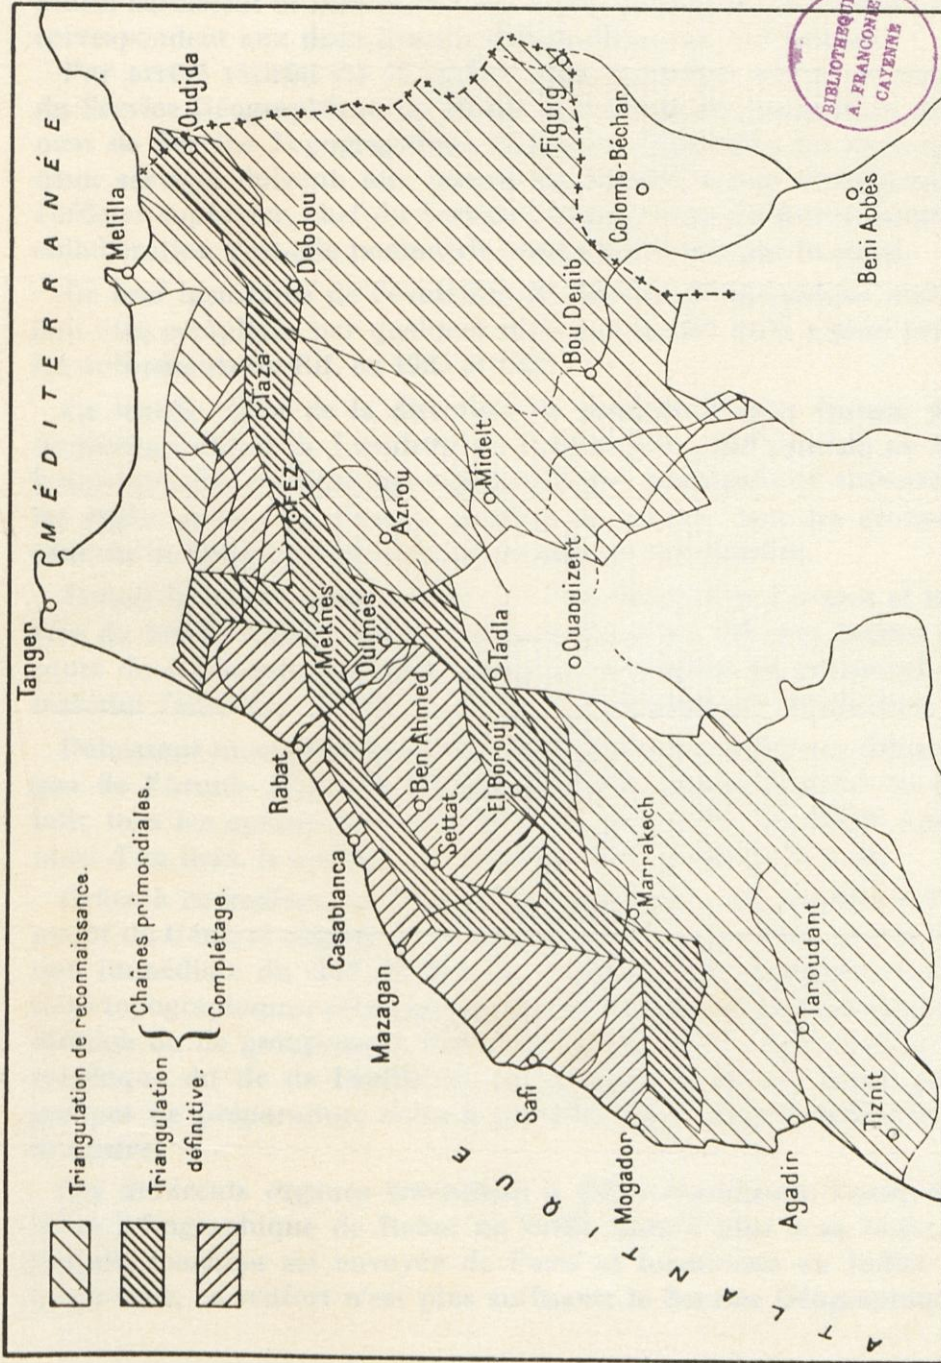 Triangulation de reconnaissance.
Triangulation
définitive.
Chaînes primordiales.
Complétage
MÉDITERRANÉE
ATLANTIQUE
Tanger
Melilla
Oudjda
Taza
Debdou
FEZ
Meknès
Rabat
Oulmès
Azrou
Midelt
Figuig
Colomb-Béchar
Bou Denib
Beni Abbès
Casablanca
Ben Ahmed
Settat
El Borouj
Tadla
Ouaouizert
Mazagan
Safi
Marrakech
Mogador
Agadir
Taroudant
Tiznit
BIBLIOTHEQUE
A. FRANCONIE
CAYENNE